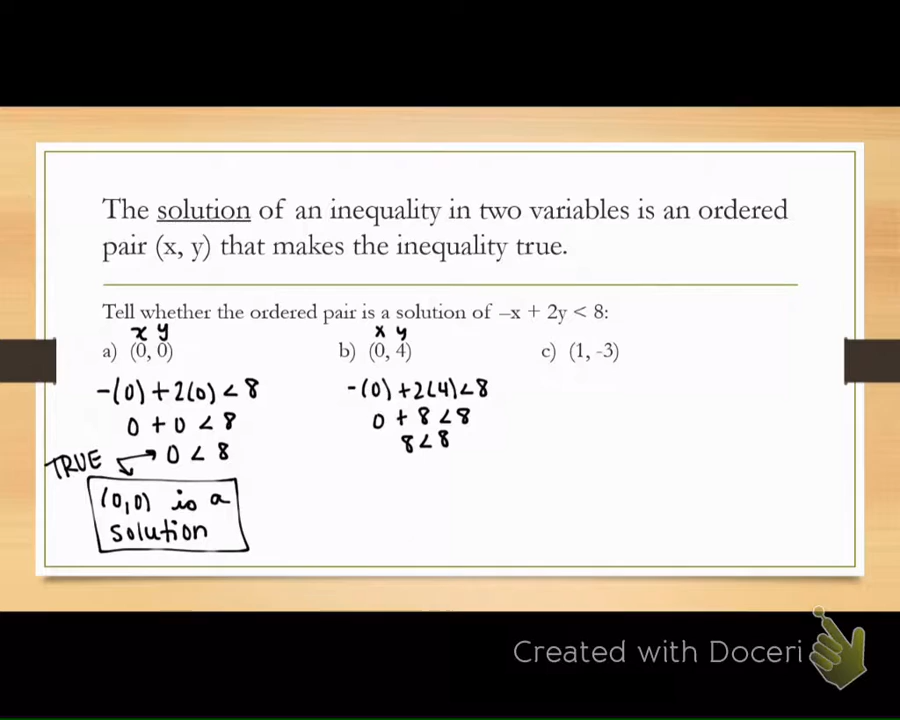 The solution of an inequality in two variables is an ordered
pair (x, y) that makes the inequality true.
Tell whether the ordered pair is a solution of –x + 2y < 8:
x y
a) (0, 0)
-(0) + 2(0) < 8
0 + 0 < 8
TRUE 0 < 8
(0,0) is a
solution
x y
b) (0, 4)
-(0) + 2(4) < 8
0 + 8 < 8
8 < 8
c) (1, -3)
Created with Doceri